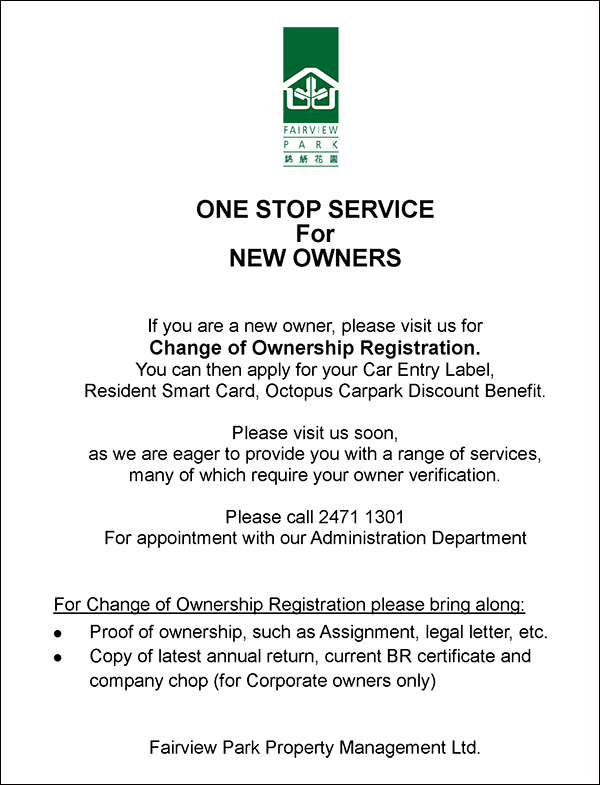 FAIRVIEW
PARK
錦綉花園
ONE STOP SERVICE
For
NEW OWNERS
If you are a new owner, please visit us for
Change of Ownership Registration.
You can then apply for your Car Entry Label,
Resident Smart Card, Octopus Carpark Discount Benefit.
Please visit us soon,
as we are eager to provide you with a range of services,
many of which require your owner verification.
Please call 2471 1301
For appointment with our Administration Department
For Change of Ownership Registration please bring along:
● Proof of ownership, such as Assignment, legal letter, etc.
● Copy of latest annual return, current BR certificate and
company chop (for Corporate owners only)
Fairview Park Property Management Ltd.